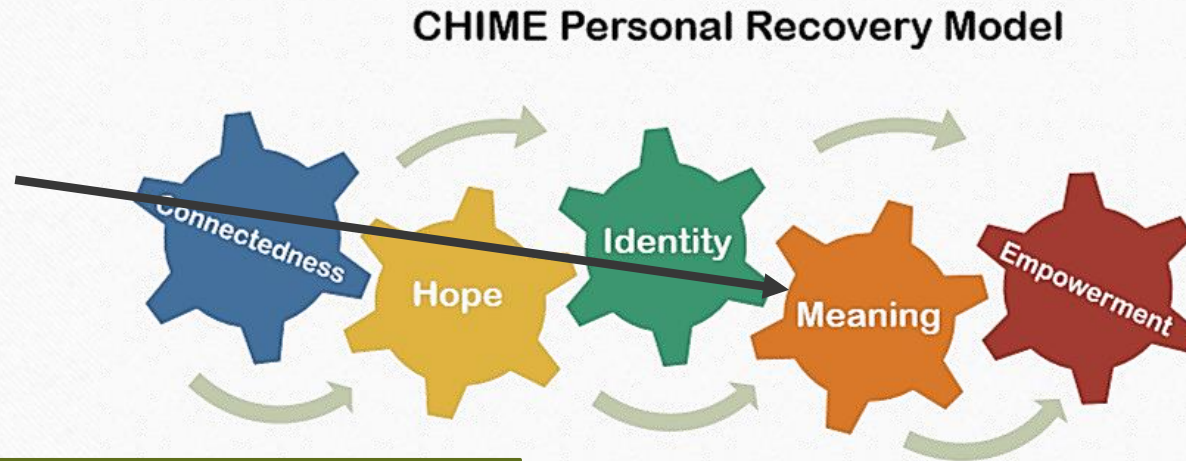 CHIME Personal Recovery Model
Connectedness
Hope
Identity
Meaning
Empowerment